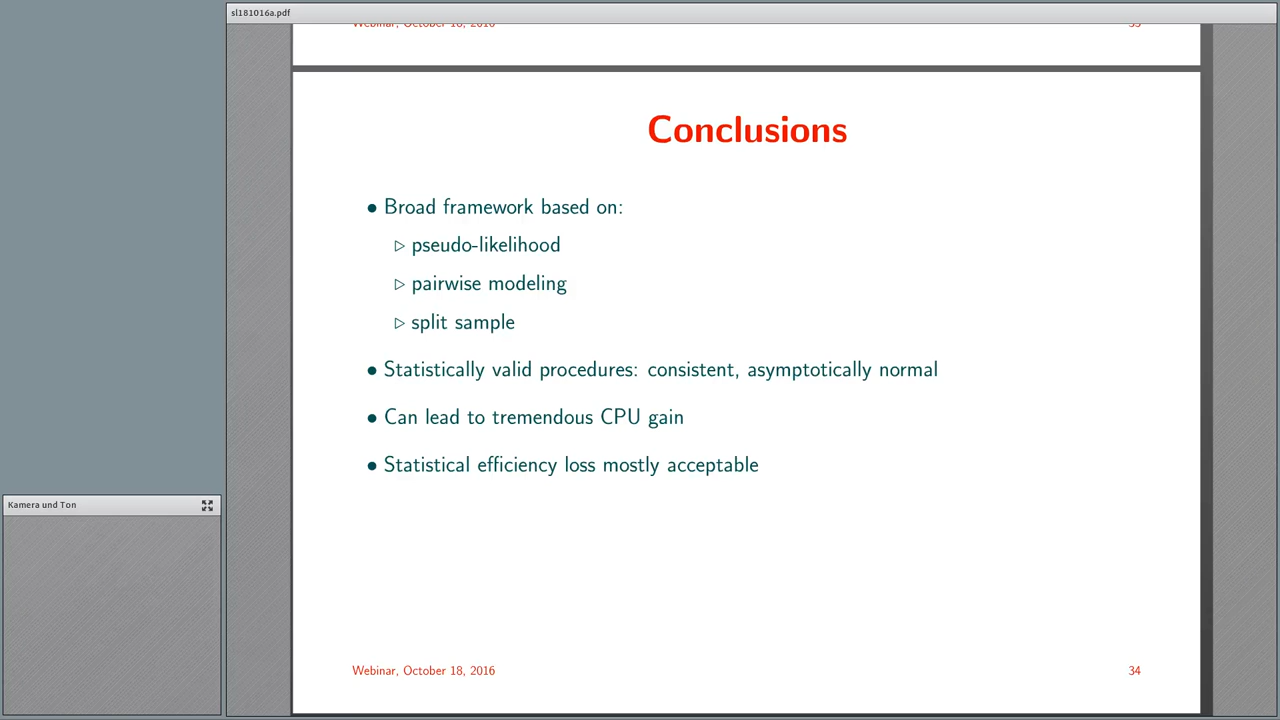 sl181016a.pdf
Webinar, October 18, 2016 33
Conclusions
• Broad framework based on:
▷ pseudo-likelihood
▷ pairwise modeling
▷ split sample
• Statistically valid procedures: consistent, asymptotically normal
• Can lead to tremendous CPU gain
• Statistical efficiency loss mostly acceptable
Kamera und Ton
Webinar, October 18, 2016 34